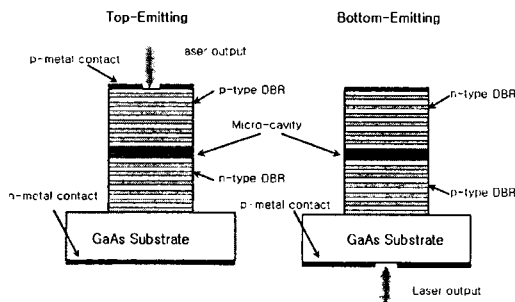 Top-Emitting
Bottom-Emitting
p-metal contact
aser output
p-type DBR
n-type DBR
Micro-cavity
n-type DBR
p-type DBR
n-metal contact
p-metal contact
GaAs Substrate
GaAs Substrate
Laser output